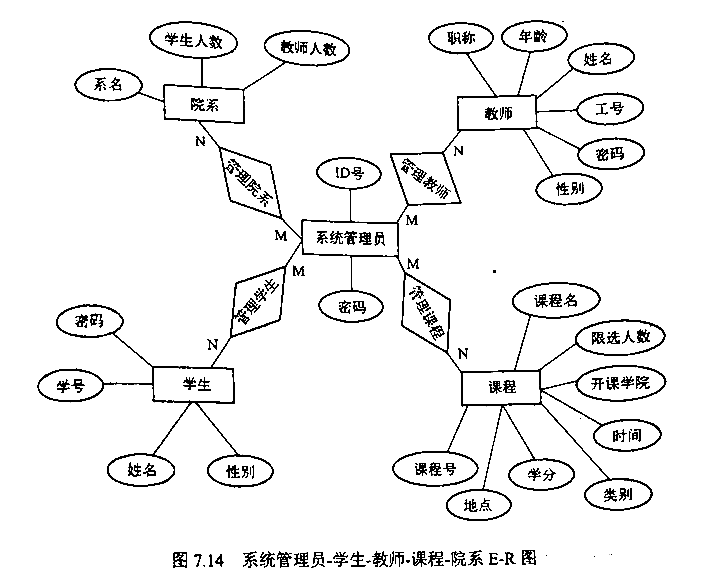 学生人数
教师人数
系名
院系
职称
年龄
姓名
教师
工号
密码
性别
N
管理院系
M
N
管理教师
M
ID号
系统管理员
密码
M
管理学生
N
M
管理课程
N
密码
学号
学生
姓名
性别
课程名
限选人数
课程
开课学院
时间
课程号
地点
学分
类别
图 7.14 系统管理员-学生-教师-课程-院系 E-R 图